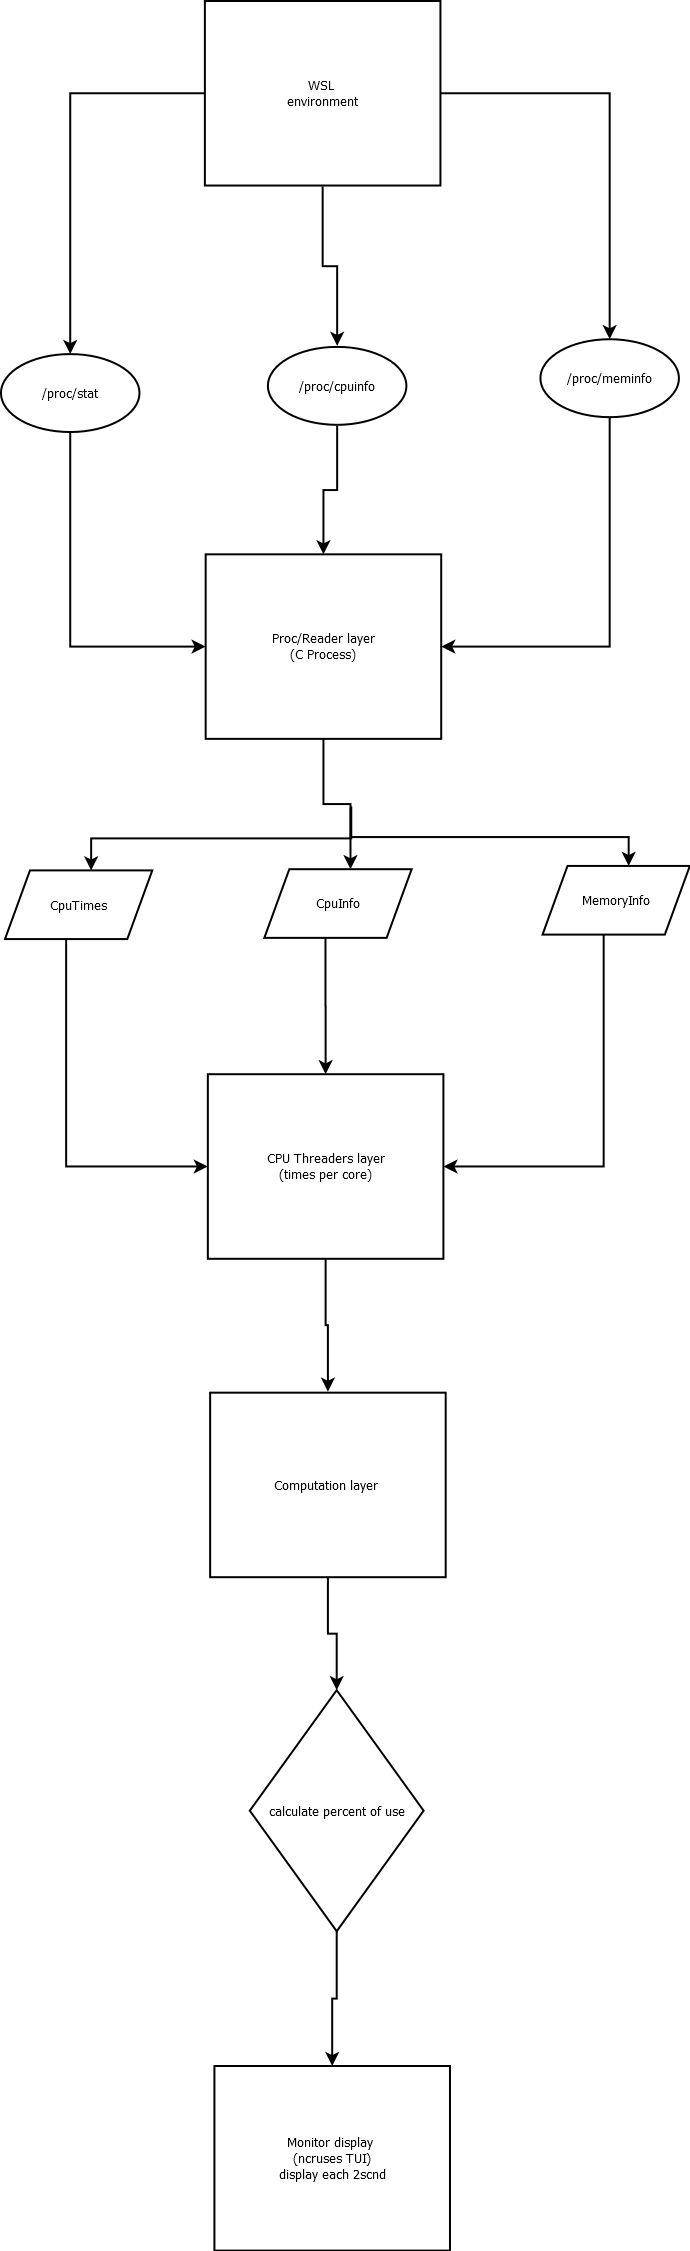 WSL
environment
/proc/stat
/proc/cpuinfo
/proc/meminfo
Proc/Reader layer
(C Process)
CpuTimes
CpuInfo
MemoryInfo
CPU Threaders layer
(times per core)
Computation layer
calculate percent of use
Monitor display
(ncruses TUI)
display each 2scnd